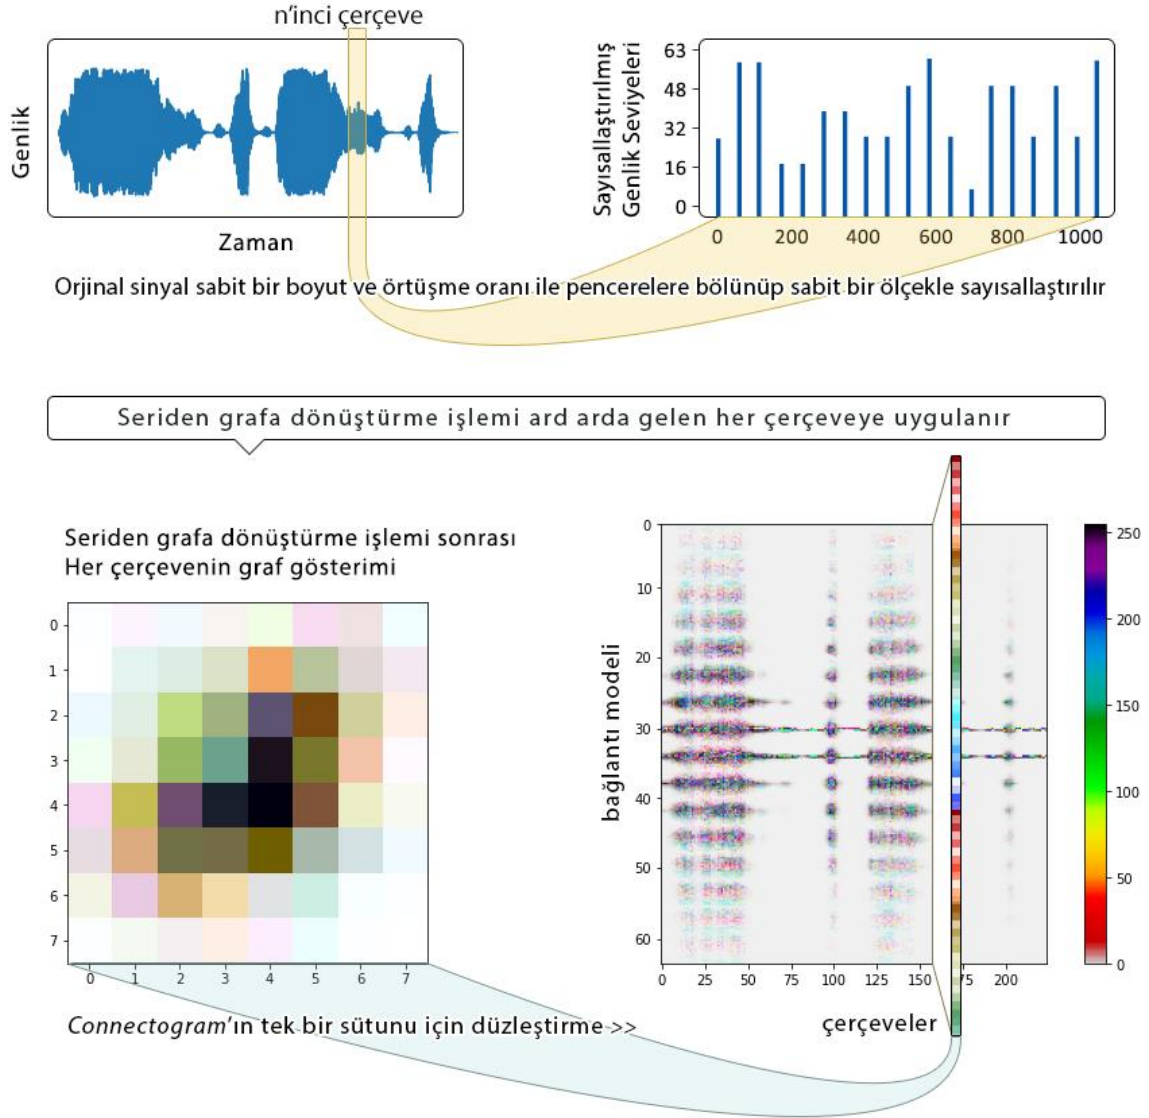 n'inci çerçeve
Genlik
Zaman
Sayısallaştırılmış
Genlik Seviyeleri
63
48
32
16
0
0 200 400 600 800 1000
Orjinal sinyal sabit bir boyut ve örtüşme oranı ile pencerelere bölünüp sabit bir ölçekle sayısallaştırılır
Seriden grafa dönüştürme işlemi ard arda gelen her çerçeveye uygulanır
Seriden grafa dönüştürme işlemi sonrası
Her çerçevenin graf gösterimi
0
1
2
3
4
5
6
7
0 1 2 3 4 5 6 7
bağlantı modeli
0
10
20
30
40
50
60
0 25 50 75 100 125 150 75 200
250
200
150
100
50
0
Connectogram'ın tek bir sütunu için düzleştirme >>
çerçeveler